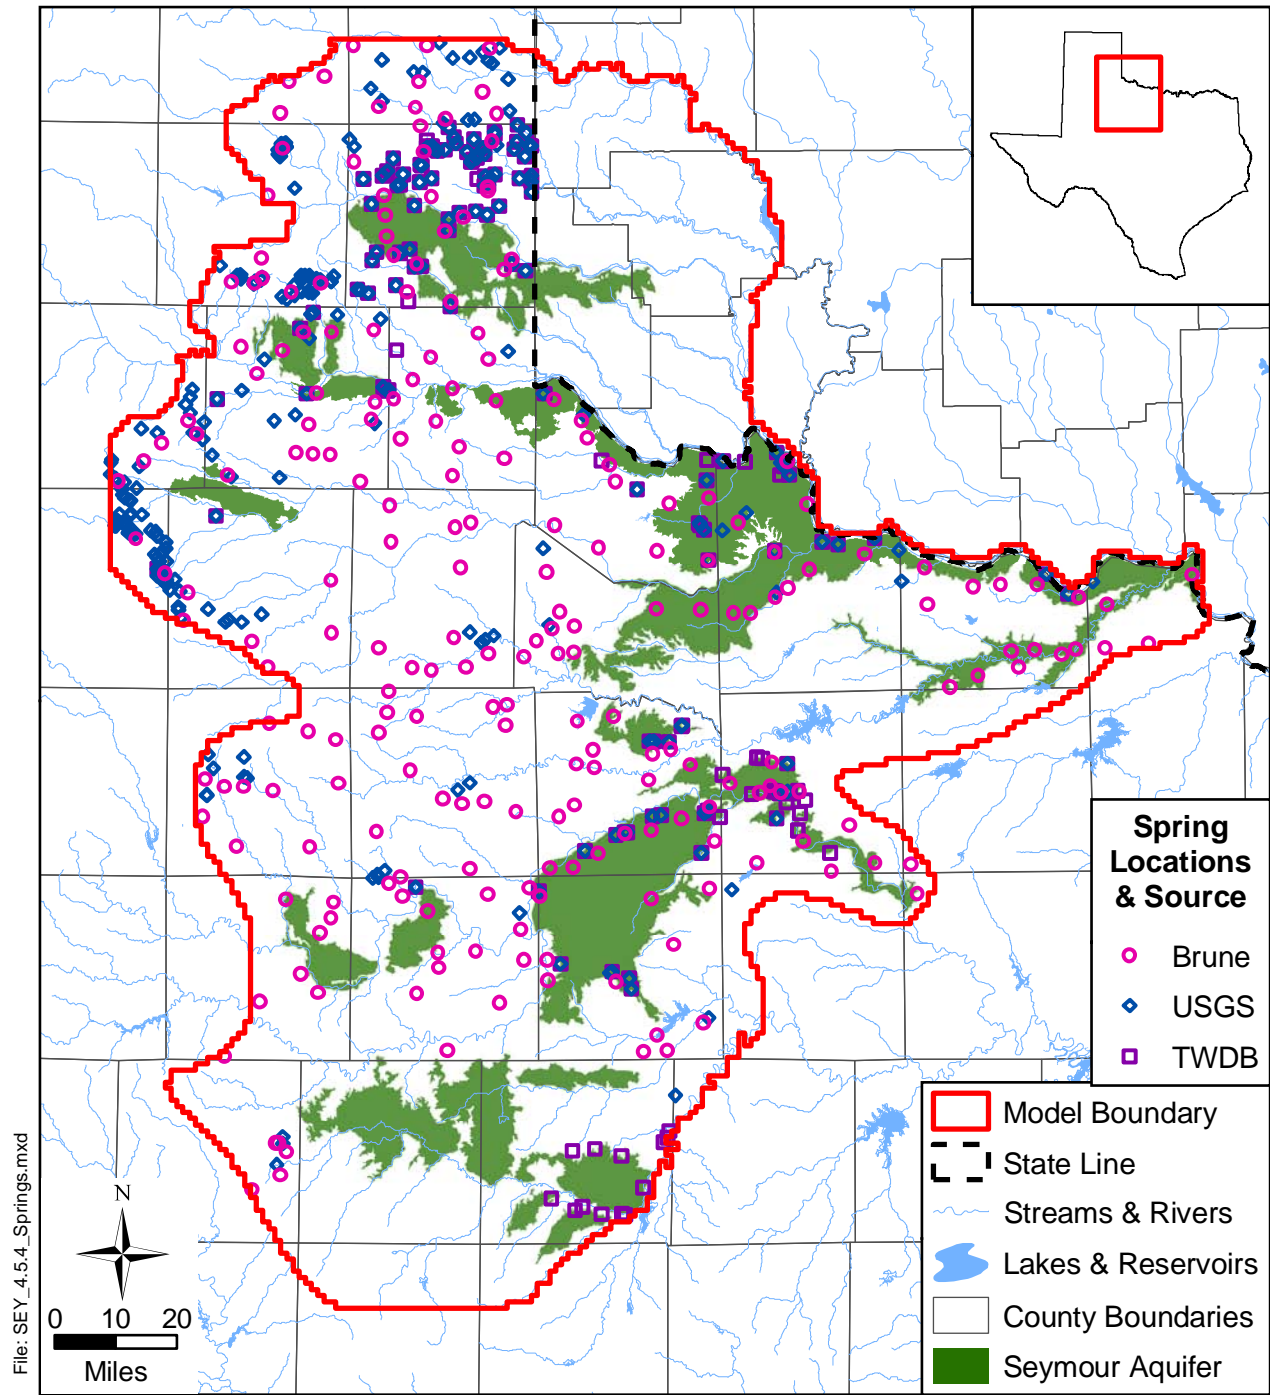 Spring
Locations
& Source
Brune
USGS
TWDB
Model Boundary
State Line
Streams & Rivers
Lakes & Reservoirs
County Boundaries
Seymour Aquifer
N
0 10 20
Miles
File: SEY_4.5.4_Springs.mxd